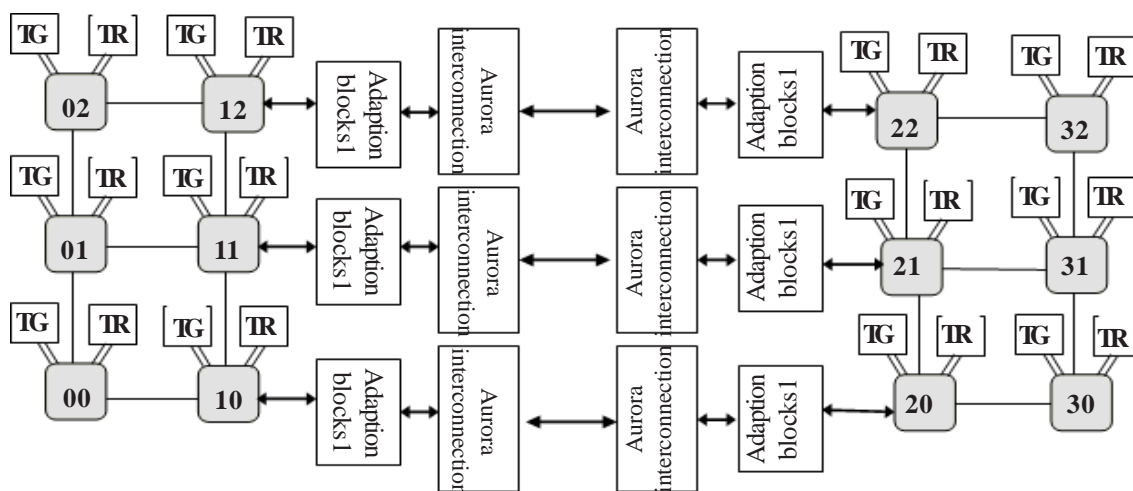 TG TR TG TR
02 12
Adaption blocks1
Aurora interconnection
Aurora interconnection
Adaption blocks1
TG TR TG TR
22 32
TG TR TG TR
01 11
Adaption blocks1
Aurora interconnection
Aurora interconnection
Adaption blocks1
TG TR TG TR
21 31
TG TR TG TR
00 10
Adaption blocks1
Aurora interconnection
Aurora interconnection
Adaption blocks1
TG TR TG TR
20 30